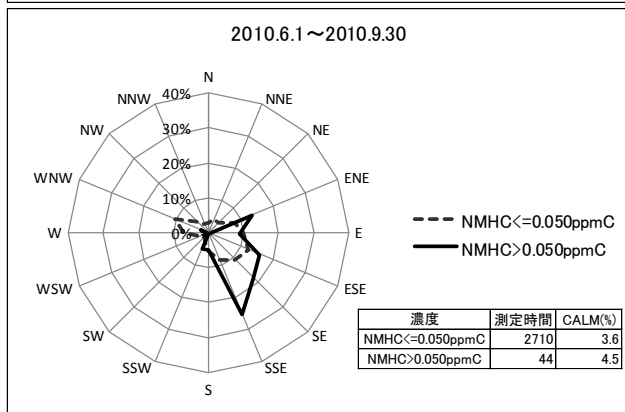 2010.6.1～2010.9.30
N
NNE
NE
ENE
E
ESE
SE
SSE
S
SSW
SW
WSW
W
WNW
NW
NNW
40%
30%
20%
10%
0%
NMHC<=0.050ppmC
NMHC>0.050ppmC
濃度 測定時間 CALM(%)
NMHC<=0.050ppmC 2710 3.6
NMHC>0.050ppmC 44 4.5